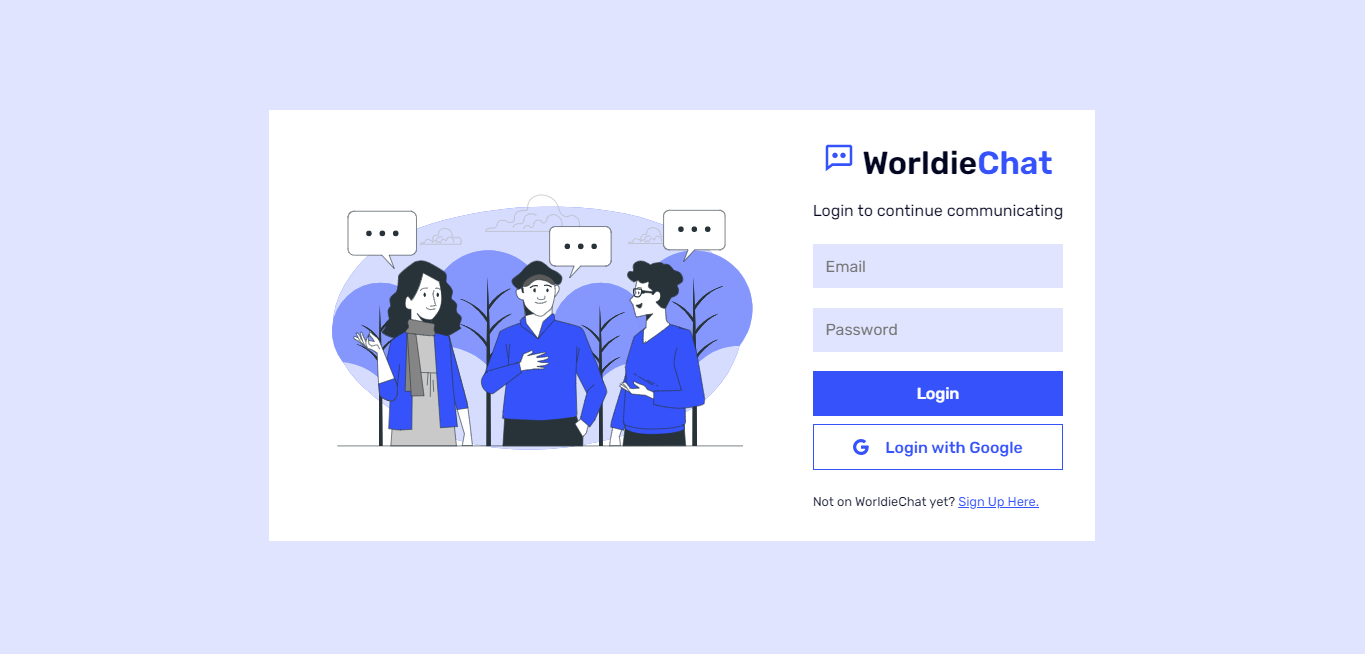 WorldieChat
Login to continue communicating
Email
Password
Login
Login with Google
Not on WorldieChat yet? Sign Up Here.